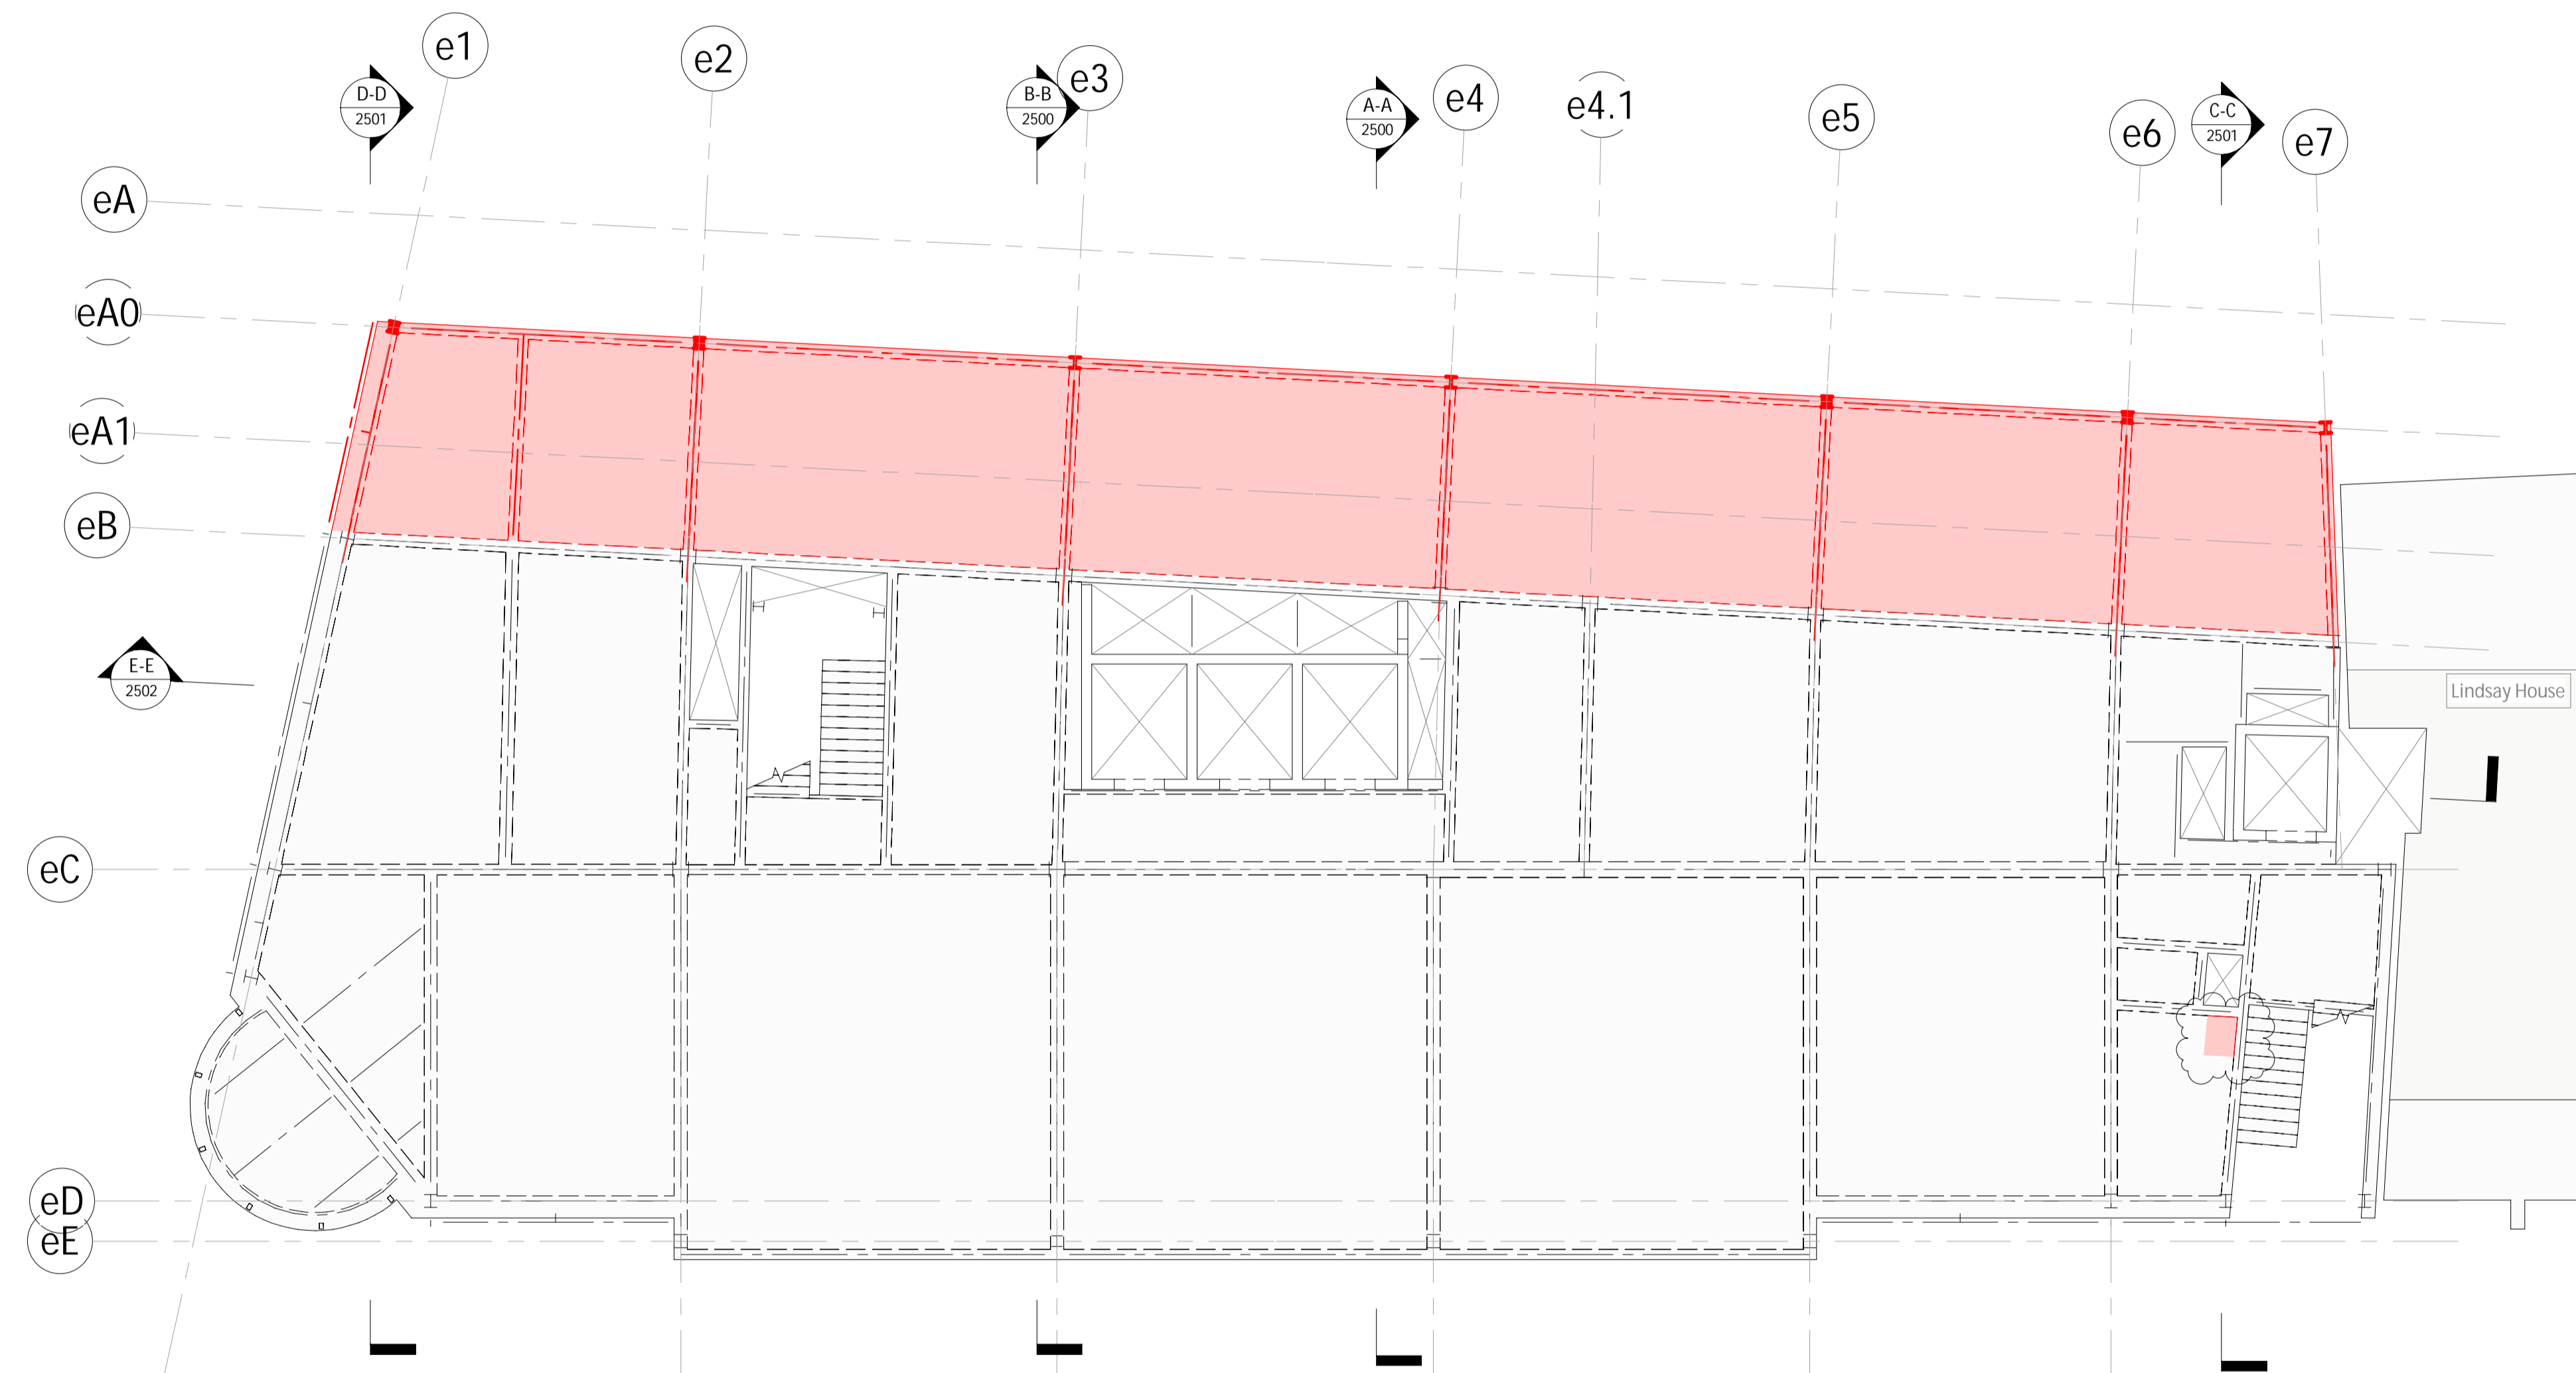 e1
e2
e3
e4
e4.1
e5
e6
e7
D-D
2501
B-B
2500
A-A
2500
C-C
2501
eA
eA0
eA1
eB
E-E
2502
Lindsay House
eC
eD
eE